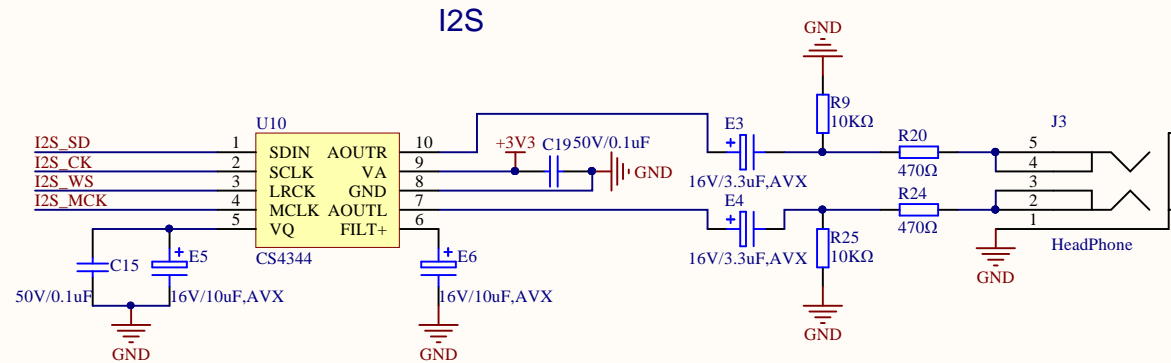 I2S
GND
R9
10KΩ
U10
E3
J3
I2S_SD
1
SDIN
AOUTR
10
+3V3
C19
50V/0.1uF
R20
5
I2S_CK
2
SCLK
VA
9
GND
470Ω
4
I2S_WS
3
LRCK
GND
8
16V/3.3uF,AVX
R24
3
I2S_MCK
4
MCLK
AOUTL
7
E4
2
5
VQ
FILT+
6
470Ω
1
CS4344
R25
10KΩ
HeadPhone
C15
E5
E6
16V/3.3uF,AVX
GND
50V/0.1uF
16V/10uF,AVX
16V/10uF,AVX
GND
GND
GND